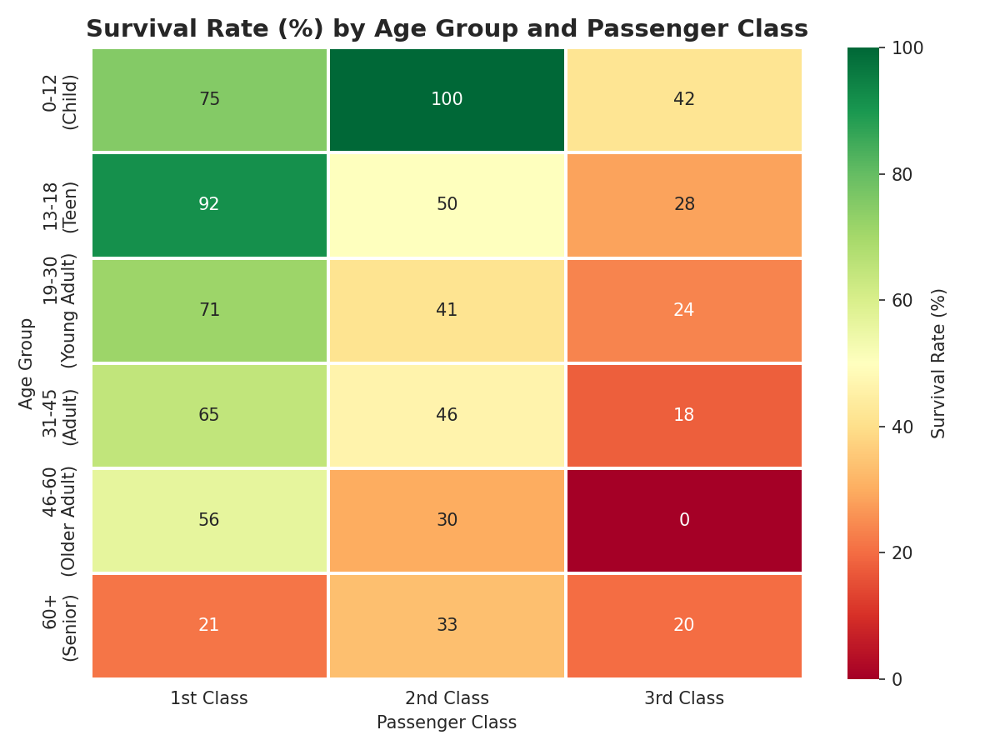 Survival Rate (%) by Age Group and Passenger Class
Age Group
0-12
(Child)
75
100
42
13-18
(Teen)
92
50
28
19-30
(Young Adult)
71
41
24
31-45
(Adult)
65
46
18
46-60
(Older Adult)
56
30
0
60+
(Senior)
21
33
20
1st Class
2nd Class
3rd Class
Passenger Class
100
80
60
40
20
0
Survival Rate (%)